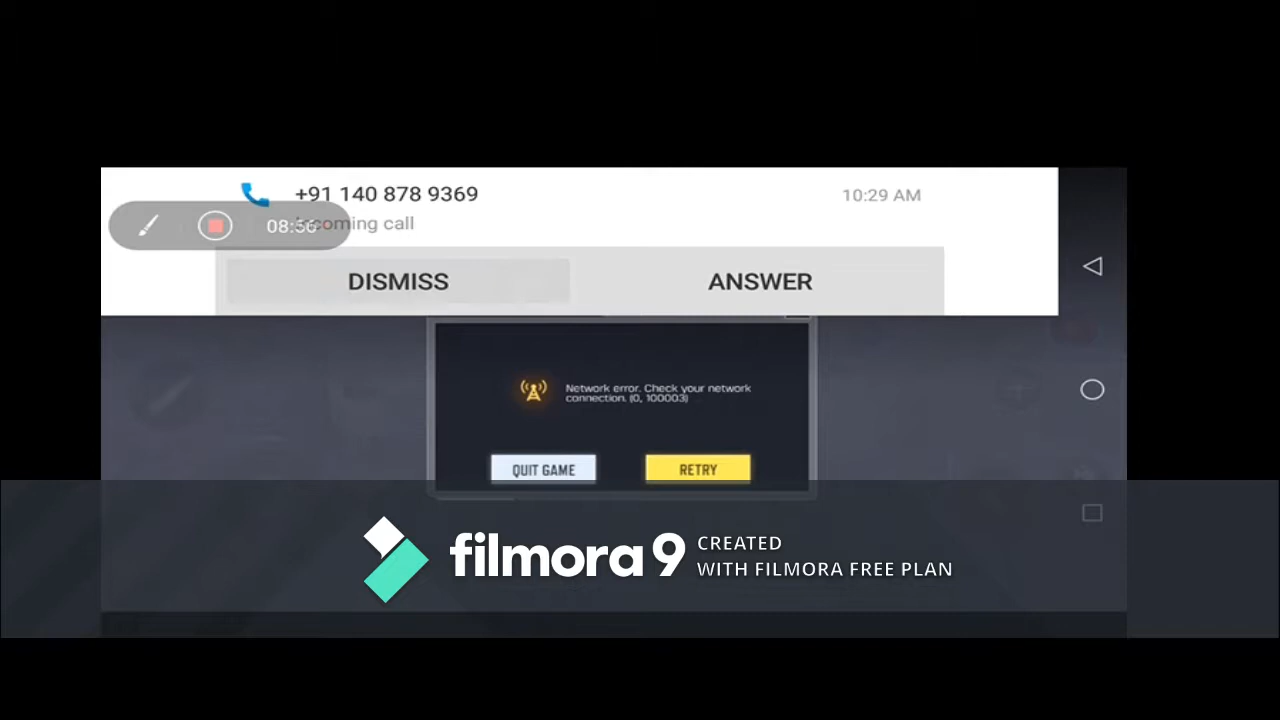 +91 140 878 9369
10:29 AM
08:56
Incoming call
DISMISS
ANSWER
Network error. Check your network
connection. (0, 100003)
QUIT GAME
RETRY
filmora 9
CREATED
WITH FILMORA FREE PLAN